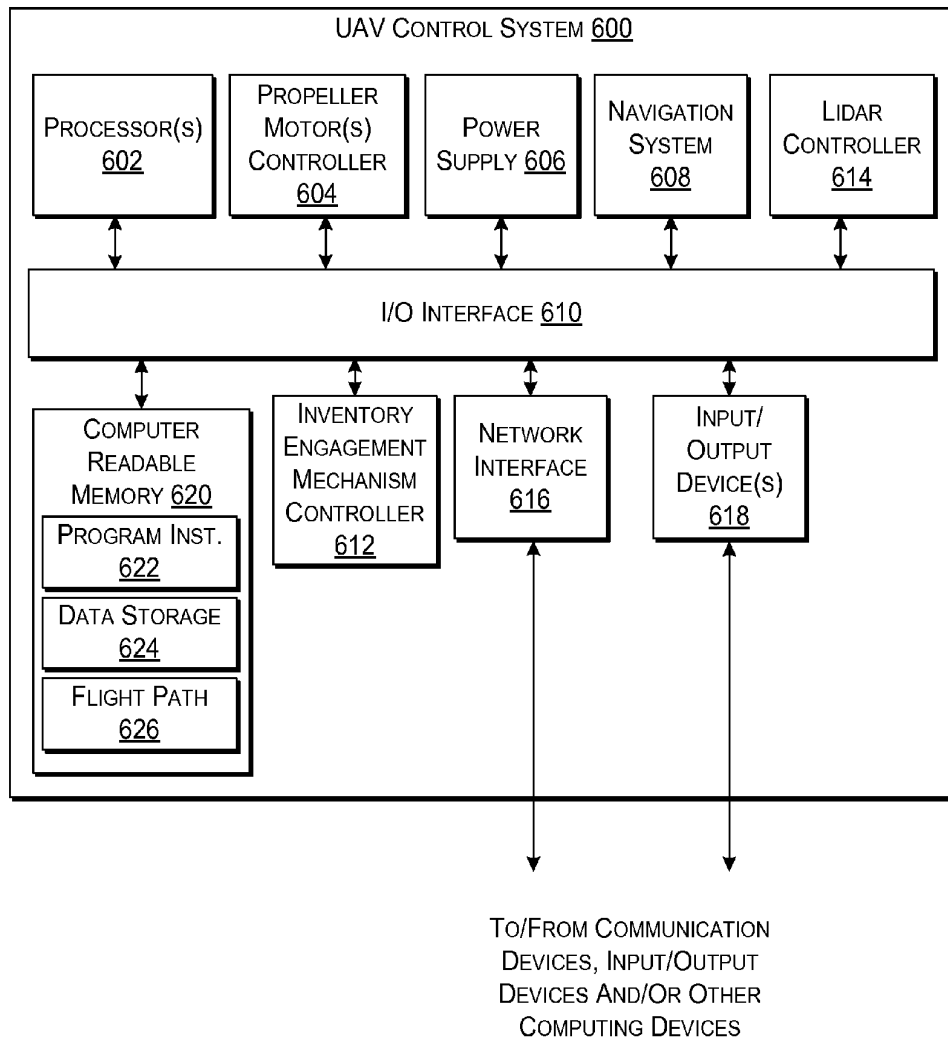 UAV CONTROL SYSTEM 600
PROCESSOR(S)
602
PROPELLER
MOTOR(S)
CONTROLLER
604
POWER
SUPPLY 606
NAVIGATION
SYSTEM
608
LIDAR
CONTROLLER
614
I/O INTERFACE 610
COMPUTER
READABLE
MEMORY 620
PROGRAM INST.
622
DATA STORAGE
624
FLIGHT PATH
626
INVENTORY
ENGAGEMENT
MECHANISM
CONTROLLER
612
NETWORK
INTERFACE
616
INPUT/
OUTPUT
DEVICE(S)
618
TO/FROM COMMUNICATION
DEVICES, INPUT/OUTPUT
DEVICES AND/OR OTHER
COMPUTING DEVICES